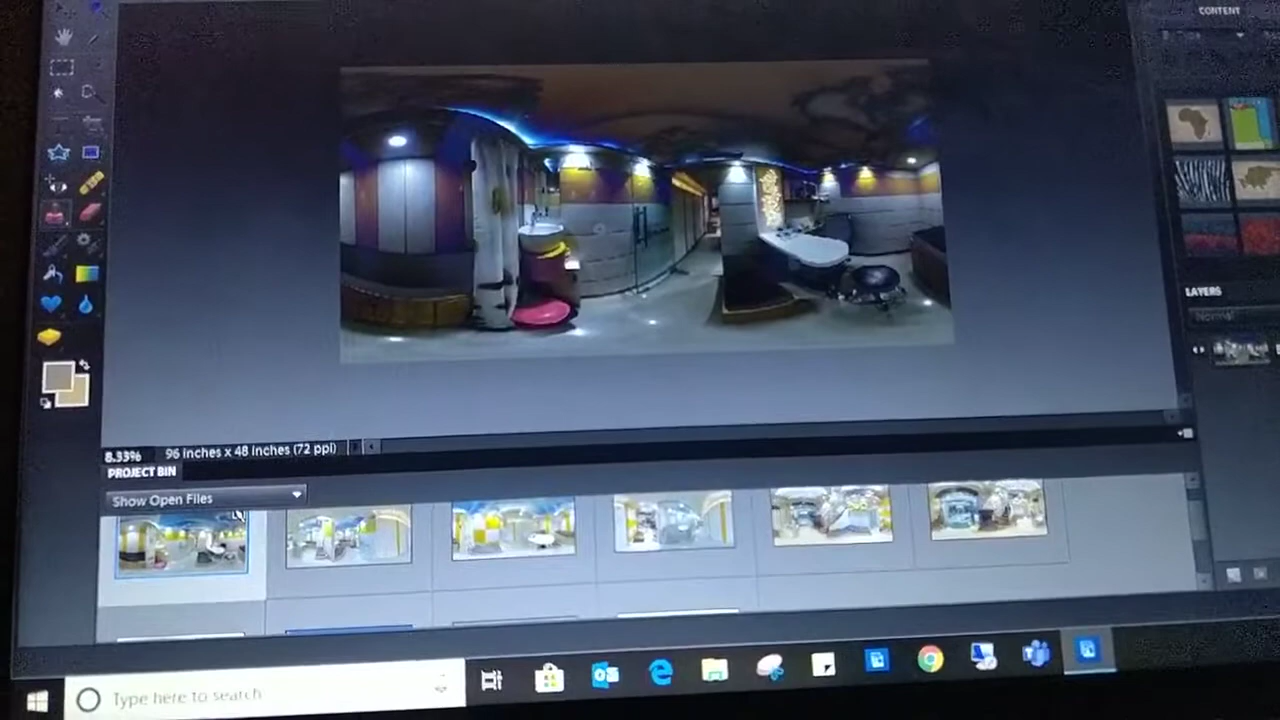 CONTENT
LAYERS
Normal
8.33%
96 inches x 48 inches (72 ppi)
PROJECT BIN
Show Open Files
Type here to search